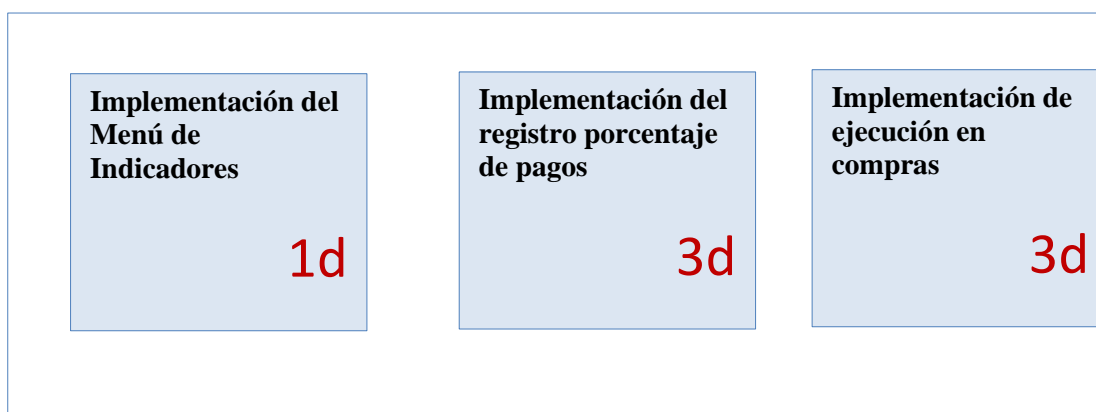 Implementación del
Menú de
Indicadores
1d
Implementación del
registro porcentaje
de pagos
3d
Implementación de
ejecución en
compras
3d